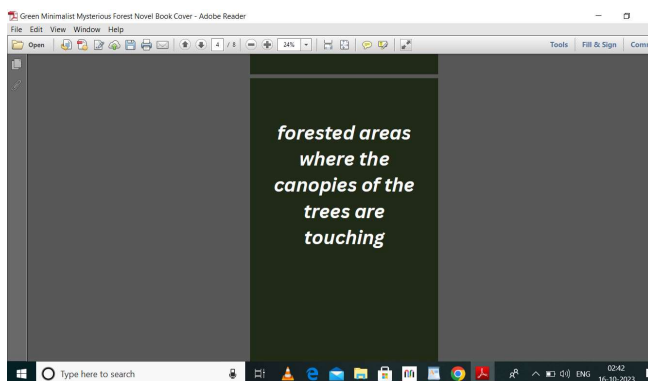 Green Minimalist Mysterious Forest Novel Book Cover - Adobe Reader
File Edit View Window Help
Open 4 / 8 24% Tools Fill & Sign
forested areas
where the
canopies of the
trees are
touching
Type here to search ENG 02:42
16-10-2023